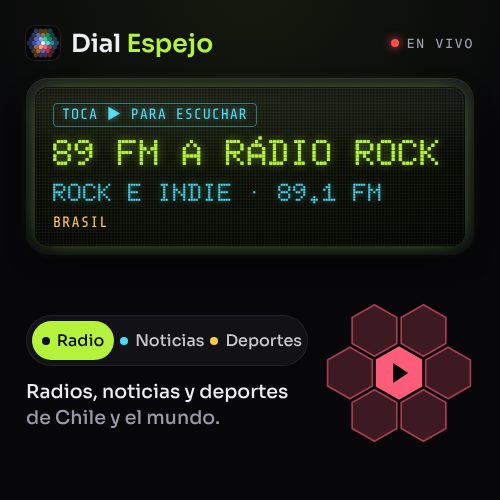 Dial Espejo
EN VIVO
TOCA ▶ PARA ESCUCHAR
89 FM A RÁDIO ROCK
ROCK E INDIE · 89.1 FM
BRASIL
Radio Noticias Deportes
Radios, noticias y deportes
de Chile y el mundo.